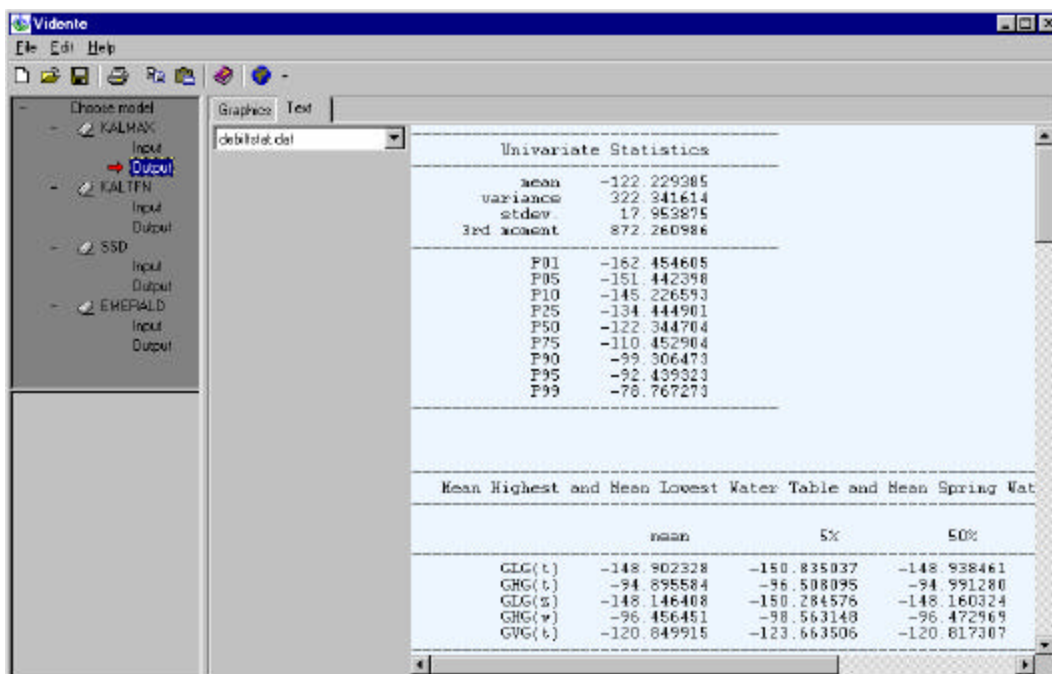 Vidente
File Edit Help
Choose model
KALMAX
Input
Output
KALTFN
Input
Output
SSD
Input
Output
EMERALD
Input
Output
Graphics Text
debiltstat.dat
Univariate Statistics
mean -122.229385
variance 322.341614
stdev. 17.953875
3rd moment 872.260986
P01 -162.454605
P05 -151.442398
P10 -145.226593
P25 -134.444901
P50 -122.344704
P75 -110.452904
P90 -99.306473
P95 -92.439323
P99 -78.767273
Mean Highest and Mean Lowest Water Table and Mean Spring Wat
mean 5% 50%
GLG(t) -148.902328 -150.835037 -148.938461
GHG(t) -94.895584 -96.508095 -94.991280
GLG(s) -148.146408 -150.284576 -148.160324
GHG(w) -96.456451 -98.563148 -96.472969
GVG(t) -120.849915 -123.663506 -120.817307